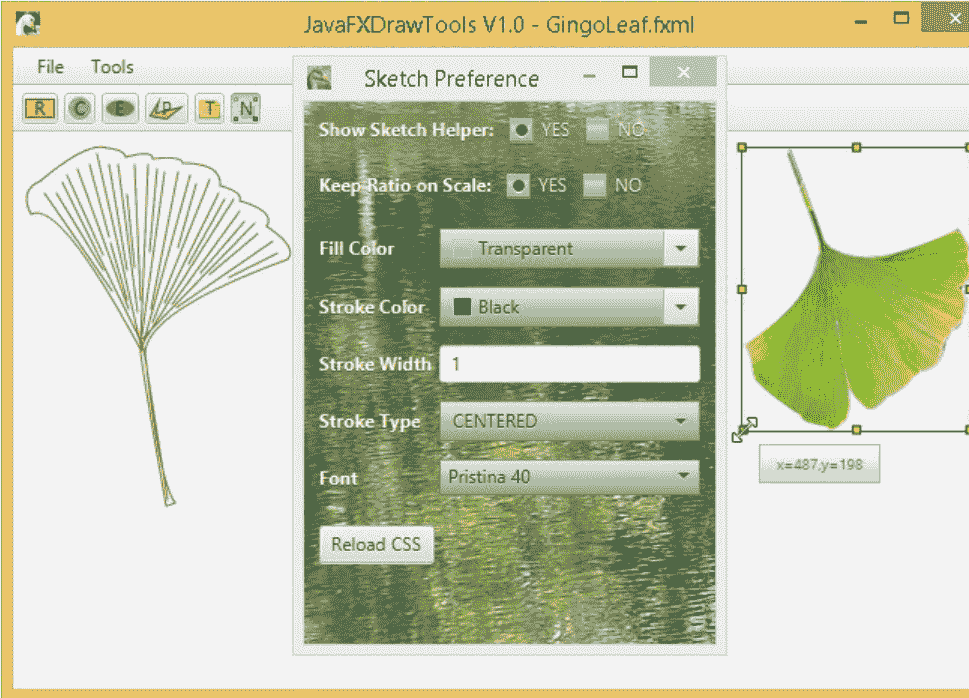 JavaFXDrawTools V1.0 - GingoLeaf.fxml
File Tools
R C E P T N
Sketch Preference
Show Sketch Helper: YES NO
Keep Ratio on Scale: YES NO
Fill Color Transparent
Stroke Color Black
Stroke Width 1
Stroke Type CENTERED
Font Pristina 40
Reload CSS
x=487,y=198